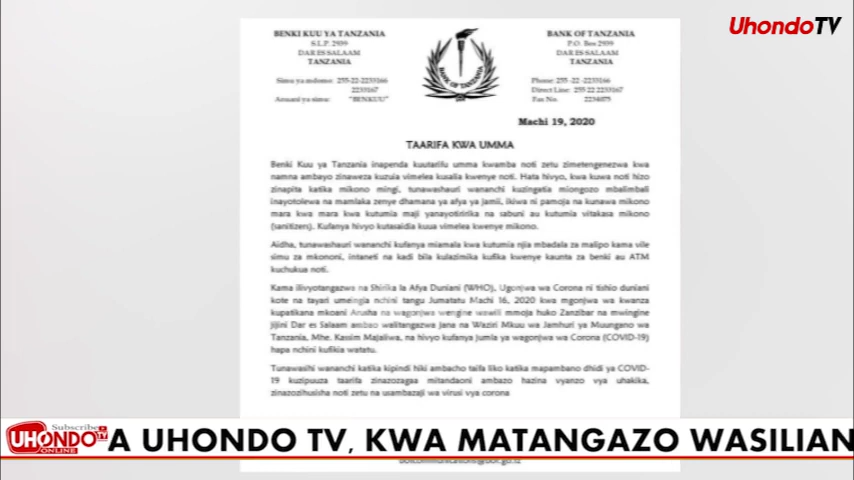 UhondoTV
BENKI KUU YA TANZANIA
S.L.P. 2939
DAR ES SALAAM
TANZANIA
Simu ya mdomo: 255-22-2233166
2233167
Anuani ya simu: "BENKUU"
BANK OF TANZANIA
BANK OF TANZANIA
P.O. Box 2939
DAR ES SALAAM
TANZANIA
Phone: 255 -22 -2233166
Direct Line: 255 22 2233167
Fax No. 2234075
Machi 19, 2020
TAARIFA KWA UMMA
Benki Kuu ya Tanzania inapenda kuutarifu umma kwamba noti zetu zimetengenezwa kwa
namna ambayo zinaweza kuzuia vimelea kusalia kwenye noti. Hata hivyo, kwa kuwa noti hizo
zinapita katika mikono mingi, tunawashauri wananchi kuzingatia miongozo mbalimbali
inayotolewa na mamlaka zenye dhamana ya afya ya jamii, ikiwa ni pamoja na kunawa mikono
mara kwa mara kwa kutumia maji yanayotiririka na sabuni au kutumia vitakasa mikono
(sanitizers). Kufanya hivyo kutasaidia kuua vimelea kwenye mikono.
Aidha, tunawashauri wananchi kufanya miamala kwa kutumia njia mbadala za malipo kama vile
simu za mkononi, intaneti na kadi bila kulazimika kufika kwenye kaunta za benki au ATM
kuchukua noti.
Kama ilivyotangazwa na Shirika la Afya Duniani (WHO), Ugonjwa wa Corona ni tishio duniani
kote na tayari umeingia nchini tangu Jumatatu Machi 16, 2020 kwa mgonjwa wa kwanza
kupatikana mkoani Arusha na wagonjwa wengine wawili mmoja huko Zanzibar na mwingine
jijini Dar es Salaam ambao walitangazwa jana na Waziri Mkuu wa Jamhuri ya Muungano wa
Tanzania, Mhe. Kassim Majaliwa, na hivyo kufanya jumla ya wagonjwa wa Corona (COVID-19)
hapa nchini kufikia watatu.
Tunawasihi wananchi katika kipindi hiki ambacho taifa liko katika mapambano dhidi ya COVID-
19 kuzipuuza taarifa zinazozagaa mitandaoni ambazo hazina vyanzo vya uhakika,
zinazozihusisha noti zetu na usambazaji wa virusi vya corona
Subscribe
UHONDO TV
ONLINE
A UHONDO TV, KWA MATANGAZO WASILIAN